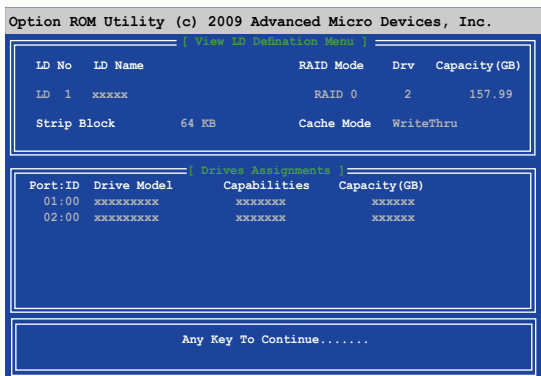 Option ROM Utility (c) 2009 Advanced Micro Devices, Inc.
[ View LD Defination Menu ]
LD No LD Name RAID Mode Drv Capacity(GB)
LD 1 xxxxx RAID 0 2 157.99
Strip Block 64 KB Cache Mode WriteThru
[ Drives Assignments ]
Port:ID Drive Model Capabilities Capacity(GB)
01:00 xxxxxxxxx xxxxxxx xxxxxx
02:00 xxxxxxxxx xxxxxxx xxxxxx
Any Key To Continue.......